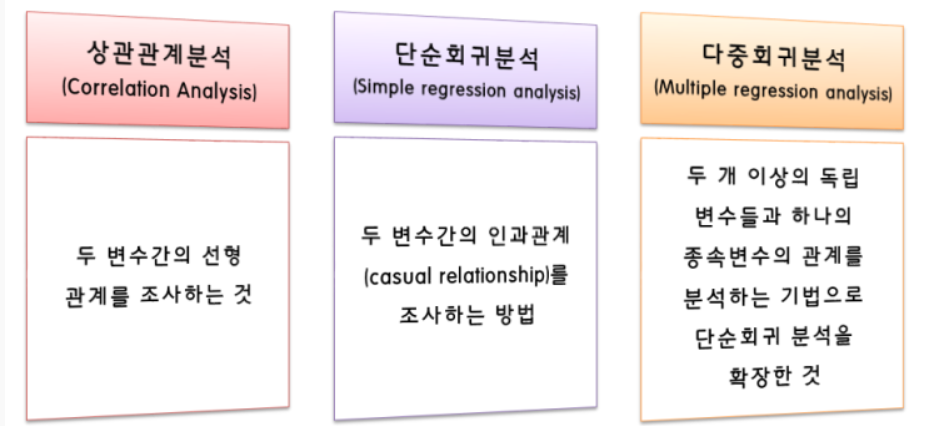 상관관계분석
(Correlation Analysis)
두 변수간의 선형
관계를 조사하는 것
단순회귀분석
(Simple regression analysis)
두 변수간의 인과관계
(casual relationship)를
조사하는 방법
다중회귀분석
(Multiple regression analysis)
두 개 이상의 독립
변수들과 하나의
종속변수의 관계를
분석하는 기법으로
단순회귀 분석을
확장한 것